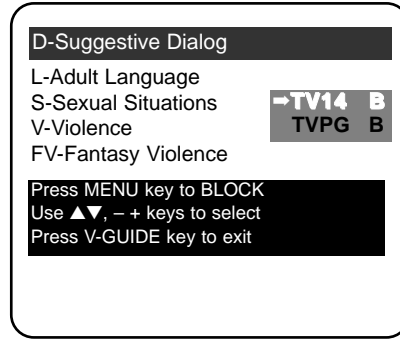 D-Suggestive Dialog
L-Adult Language
S-Sexual Situations ➡TV14 B
V-Violence TVPG B
FV-Fantasy Violence
Press MENU key to BLOCK
Use ▲▼, – + keys to select
Press V-GUIDE key to exit